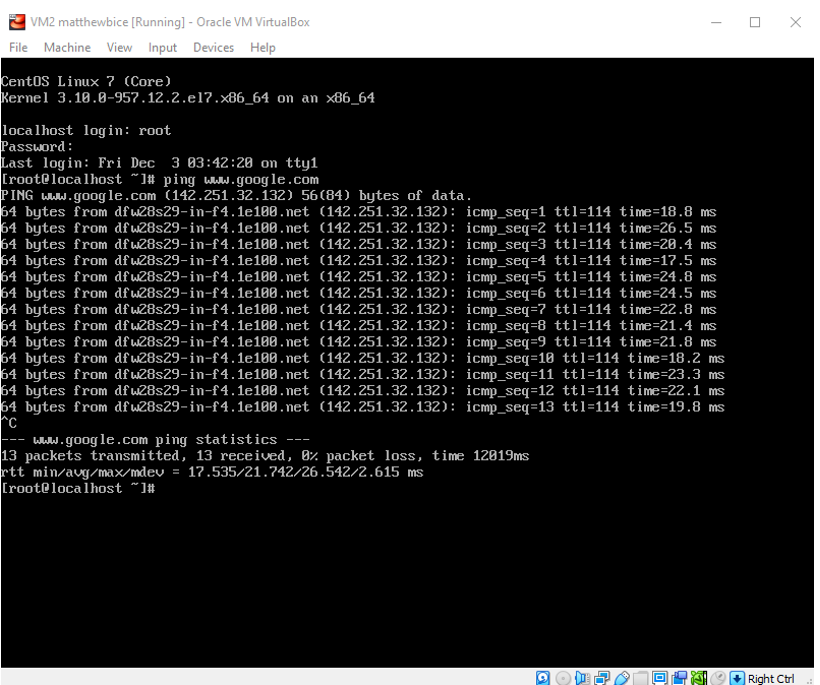 VM2 matthewbice [Running] - Oracle VM VirtualBox
File Machine View Input Devices Help
CentOS Linux 7 (Core)
Kernel 3.10.0-957.12.2.el7.x86_64 on an x86_64
localhost login: root
Password:
Last login: Fri Dec  3 03:42:20 on tty1
[root@localhost ~]# ping www.google.com
PING www.google.com (142.251.32.132) 56(84) bytes of data.
64 bytes from dfw28s29-in-f4.1e100.net (142.251.32.132): icmp_seq=1 ttl=114 time=18.8 ms
64 bytes from dfw28s29-in-f4.1e100.net (142.251.32.132): icmp_seq=2 ttl=114 time=26.5 ms
64 bytes from dfw28s29-in-f4.1e100.net (142.251.32.132): icmp_seq=3 ttl=114 time=20.4 ms
64 bytes from dfw28s29-in-f4.1e100.net (142.251.32.132): icmp_seq=4 ttl=114 time=17.5 ms
64 bytes from dfw28s29-in-f4.1e100.net (142.251.32.132): icmp_seq=5 ttl=114 time=24.8 ms
64 bytes from dfw28s29-in-f4.1e100.net (142.251.32.132): icmp_seq=6 ttl=114 time=24.5 ms
64 bytes from dfw28s29-in-f4.1e100.net (142.251.32.132): icmp_seq=7 ttl=114 time=22.8 ms
64 bytes from dfw28s29-in-f4.1e100.net (142.251.32.132): icmp_seq=8 ttl=114 time=21.4 ms
64 bytes from dfw28s29-in-f4.1e100.net (142.251.32.132): icmp_seq=9 ttl=114 time=21.8 ms
64 bytes from dfw28s29-in-f4.1e100.net (142.251.32.132): icmp_seq=10 ttl=114 time=18.2 ms
64 bytes from dfw28s29-in-f4.1e100.net (142.251.32.132): icmp_seq=11 ttl=114 time=23.3 ms
64 bytes from dfw28s29-in-f4.1e100.net (142.251.32.132): icmp_seq=12 ttl=114 time=22.1 ms
64 bytes from dfw28s29-in-f4.1e100.net (142.251.32.132): icmp_seq=13 ttl=114 time=19.8 ms
^C
--- www.google.com ping statistics ---
13 packets transmitted, 13 received, 0% packet loss, time 12019ms
rtt min/avg/max/mdev = 17.535/21.742/26.542/2.615 ms
[root@localhost ~]#
Right Ctrl